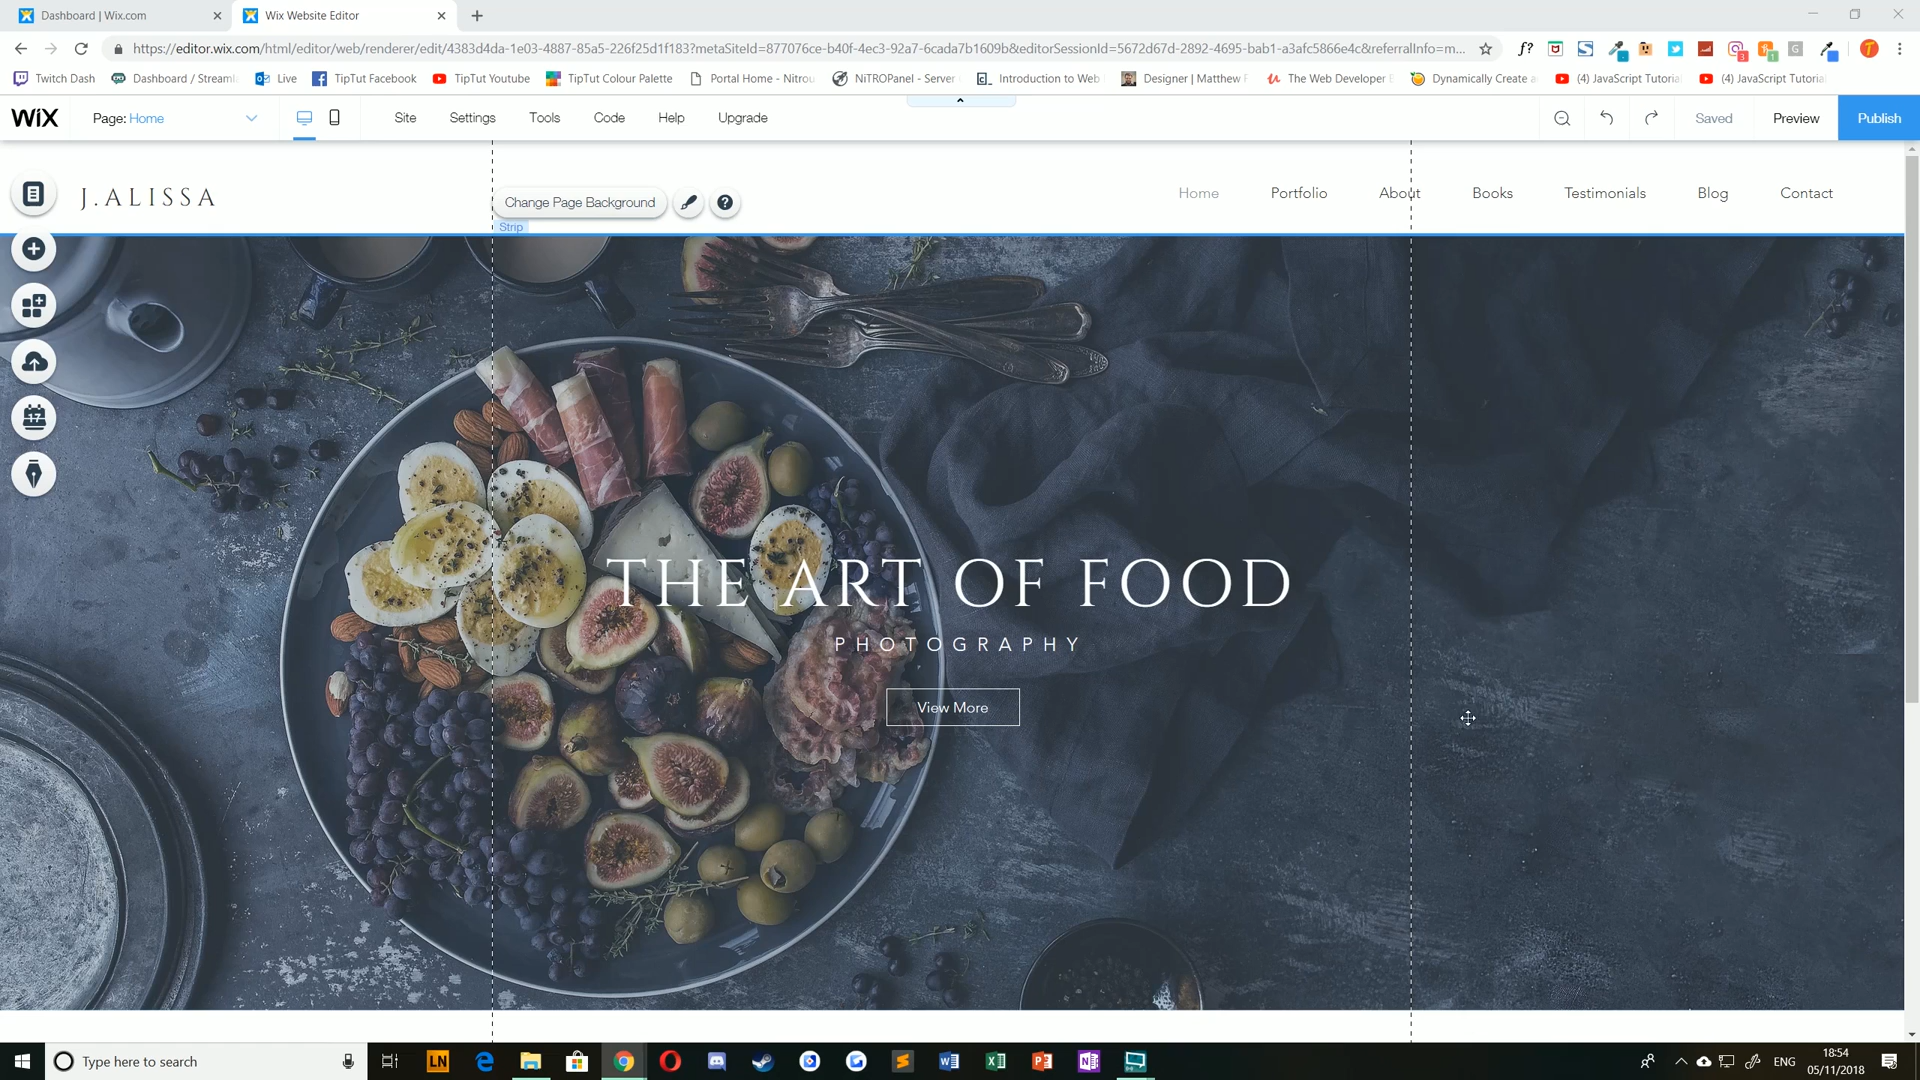 Dashboard | Wix.com
Wix Website Editor
https://editor.wix.com/html/editor/web/renderer/edit/4383d4da-1e03-4887-85a5-226f25d1f183?metaSiteId=877076ce-b40f-4ec3-92a7-6cada7b1609b&editorSessionId=5672d67d-2892-4695-bab1-a3afc5866e4c&referralInfo=m...
Twitch Dash
Dashboard / Streaml
Live
TipTut Facebook
TipTut Youtube
TipTut Colour Palette
Portal Home - Nitrou
NiTROPanel - Server
Introduction to Web
Designer | Matthew
The Web Developer
Dynamically Create
(4) JavaScript Tutoria
(4) JavaScript Tutoria
WiX
Page: Home
Site
Settings
Tools
Code
Help
Upgrade
Saved
Preview
Publish
J.ALISSA
Change Page Background
?
Home
Portfolio
About
Books
Testimonials
Blog
Contact
Strip
17
THE ART OF FOOD
PHOTOGRAPHY
View More
Type here to search
LN
ENG
18:54
05/11/2018